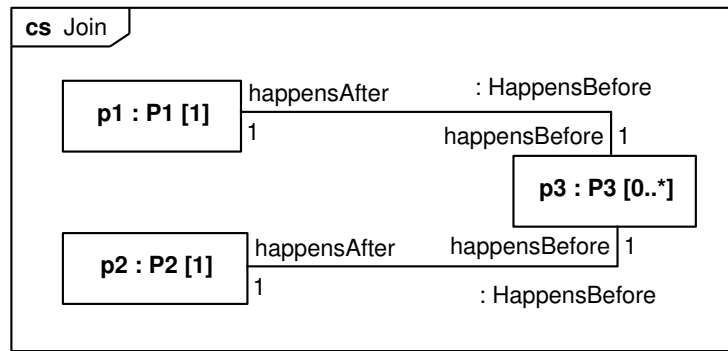 cs Join
p1 : P1 [1]
happensAfter
: HappensBefore
1
happensBefore
1
p3 : P3 [0..*]
p2 : P2 [1]
happensAfter
happensBefore
1
1
: HappensBefore